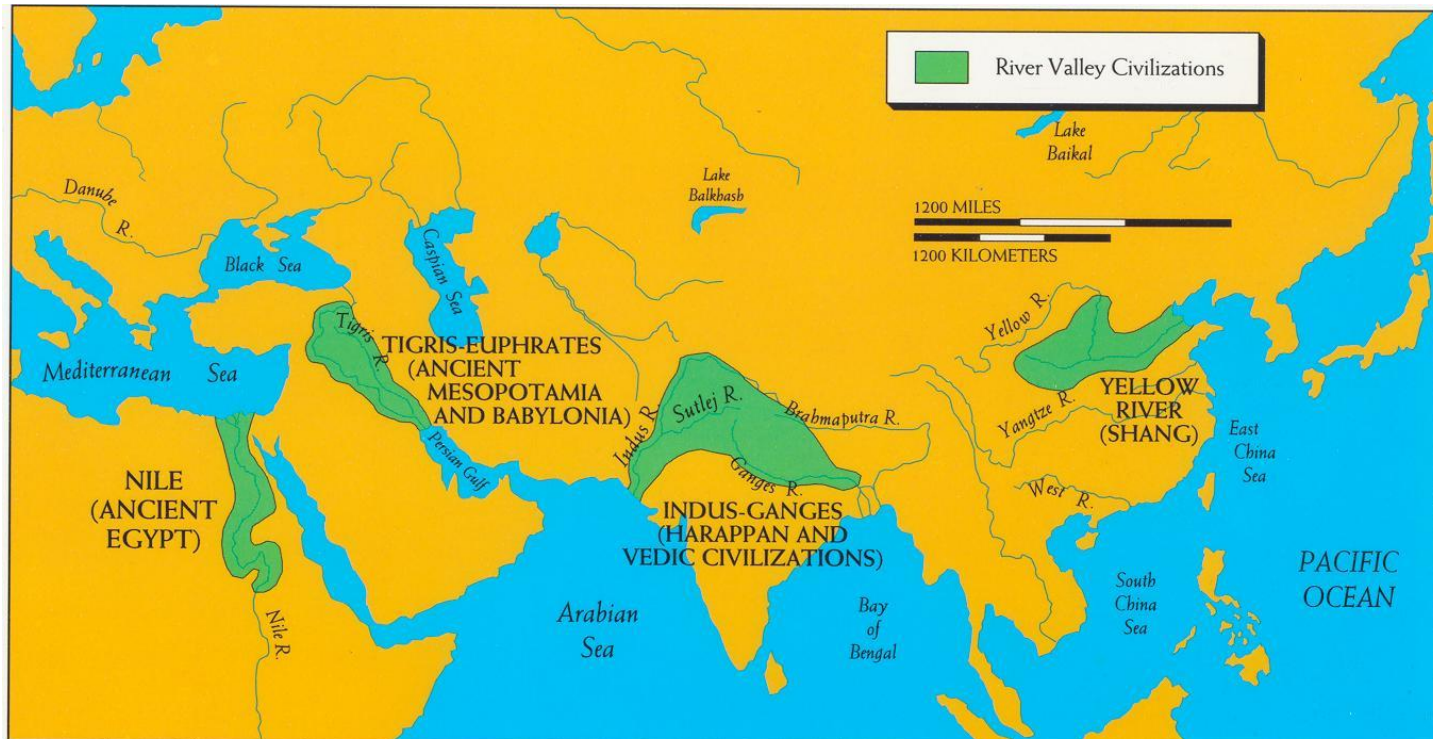 River Valley Civilizations
Lake
Baikal
Lake
Balkhash
Danube
R.
1200 MILES
1200 KILOMETERS
Black Sea
Caspian Sea
Yellow R.
Tigris R.
TIGRIS-EUPHRATES
(ANCIENT
MESOPOTAMIA
AND BABYLONIA)
Mediterranean Sea
Indus R.
Sutlej R.
Brabmaputra R.
YELLOW
RIVER
(SHANG)
Yangtze R.
East
China
Sea
Persian Gulf
NILE
(ANCIENT
EGYPT)
Ganges R.
West R.
INDUS-GANGES
(HARAPPAN AND
VEDIC CIVILIZATIONS)
PACIFIC
OCEAN
Nile R.
Arabian
Sea
Bay
of
Bengal
South
China
Sea